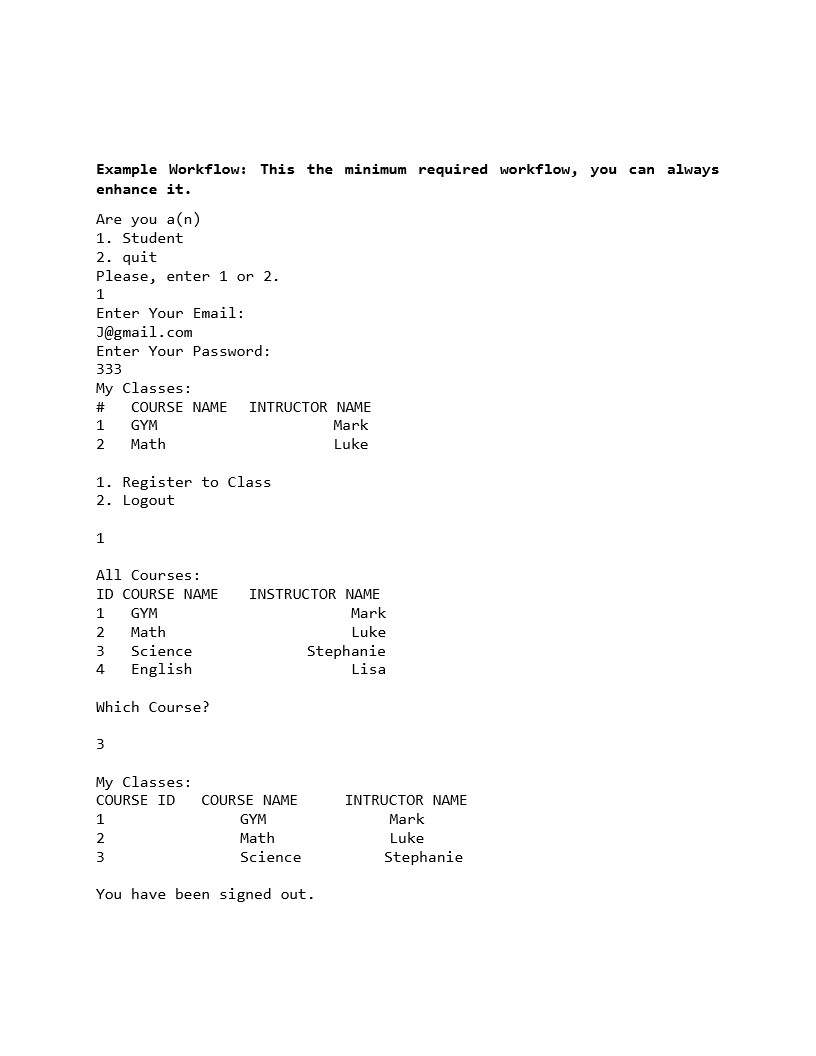 Example Workflow: This the minimum required workflow, you can always
enhance it.
Are you a(n)
1. Student
2. quit
Please, enter 1 or 2.
1
Enter Your Email:
J@gmail.com
Enter Your Password:
333
My Classes:
# COURSE NAME INTRUCTOR NAME
1 GYM Mark
2 Math Luke
1. Register to Class
2. Logout
1
All Courses:
ID COURSE NAME INSTRUCTOR NAME
1 GYM Mark
2 Math Luke
3 Science Stephanie
4 English Lisa
Which Course?
3
My Classes:
COURSE ID COURSE NAME INTRUCTOR NAME
1 GYM Mark
2 Math Luke
3 Science Stephanie
You have been signed out.